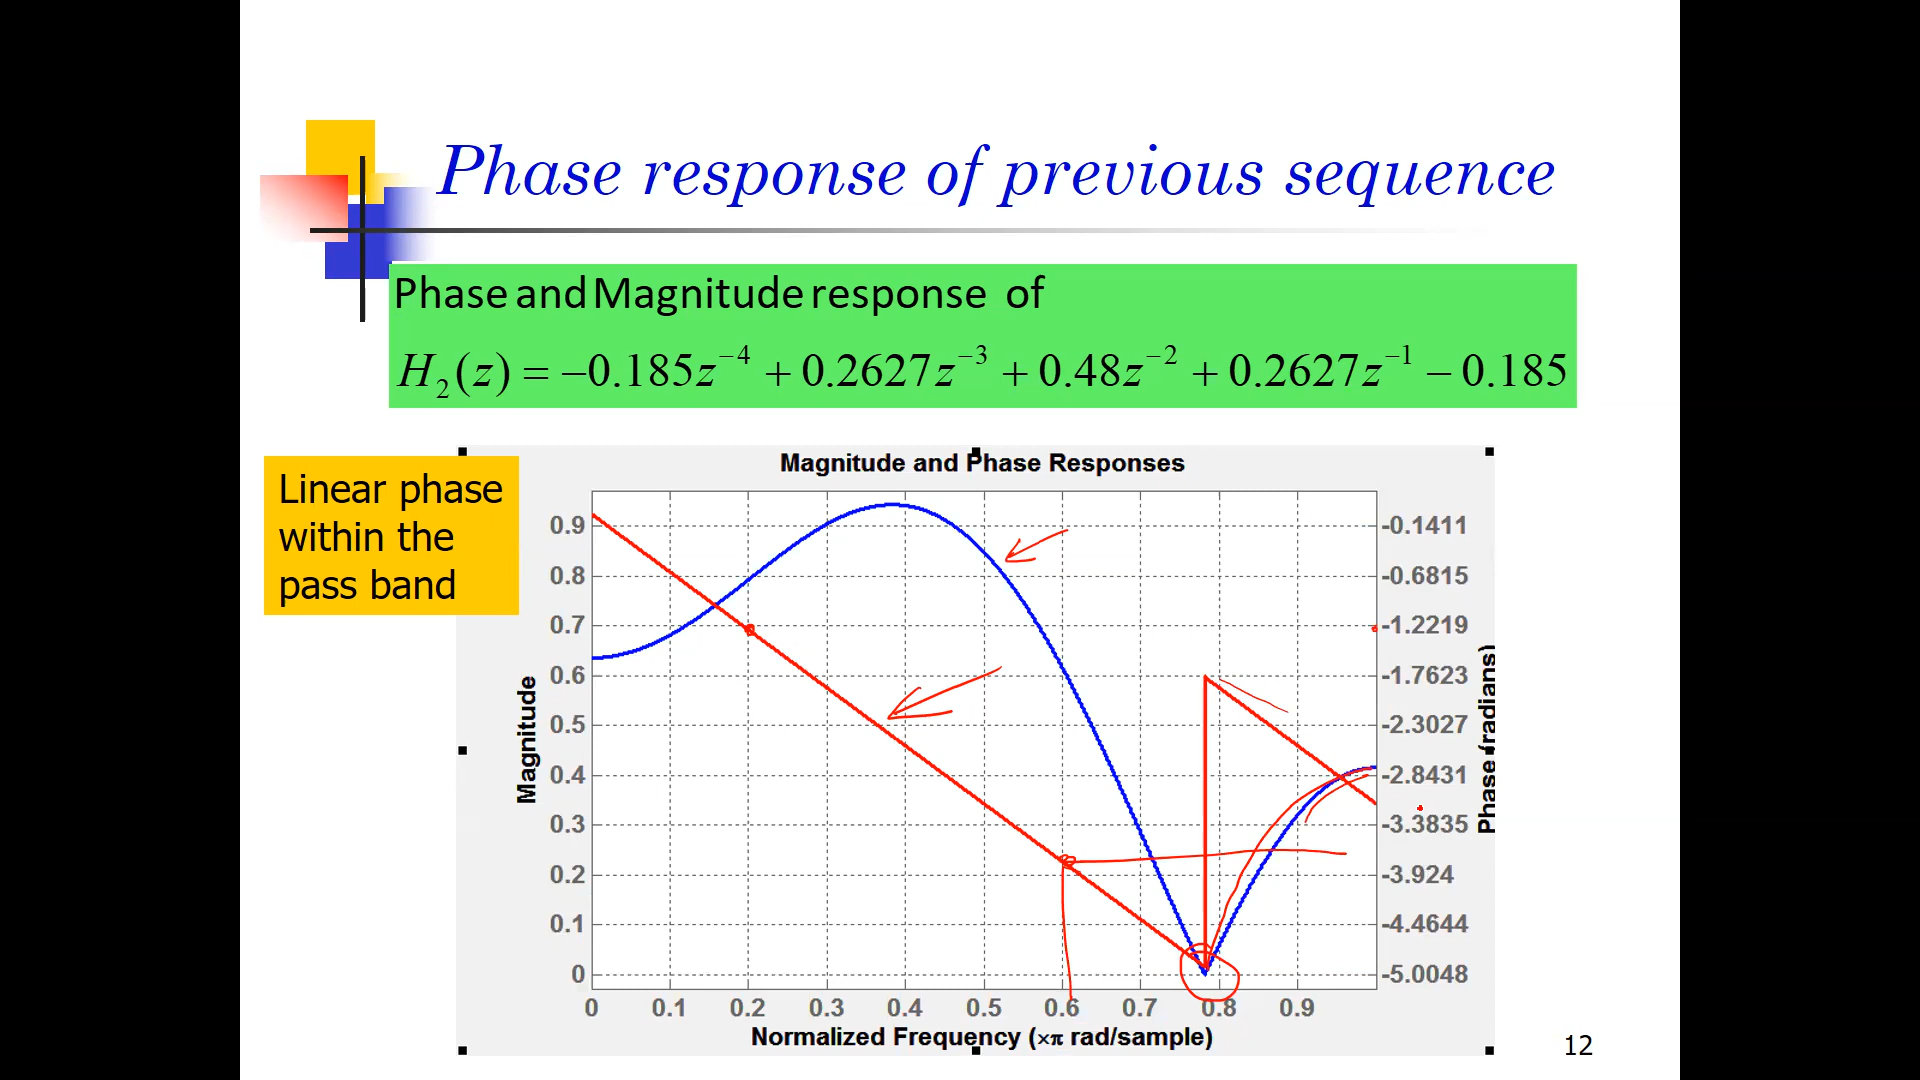 Phase response of previous sequence
Phase and Magnitude response of
H₂(z) = −0.185z⁻⁴ + 0.2627z⁻³ + 0.48z⁻² + 0.2627z⁻¹ − 0.185
Linear phase
within the
pass band
Magnitude and Phase Responses
0.9
0.8
0.7
0.6
0.5
0.4
0.3
0.2
0.1
0
Magnitude
-0.1411
-0.6815
-1.2219
-1.7623
-2.3027
-2.8431
-3.3835
-3.924
-4.4644
-5.0048
Phase (radians)
0 0.1 0.2 0.3 0.4 0.5 0.6 0.7 0.8 0.9
Normalized Frequency (×π rad/sample)
12